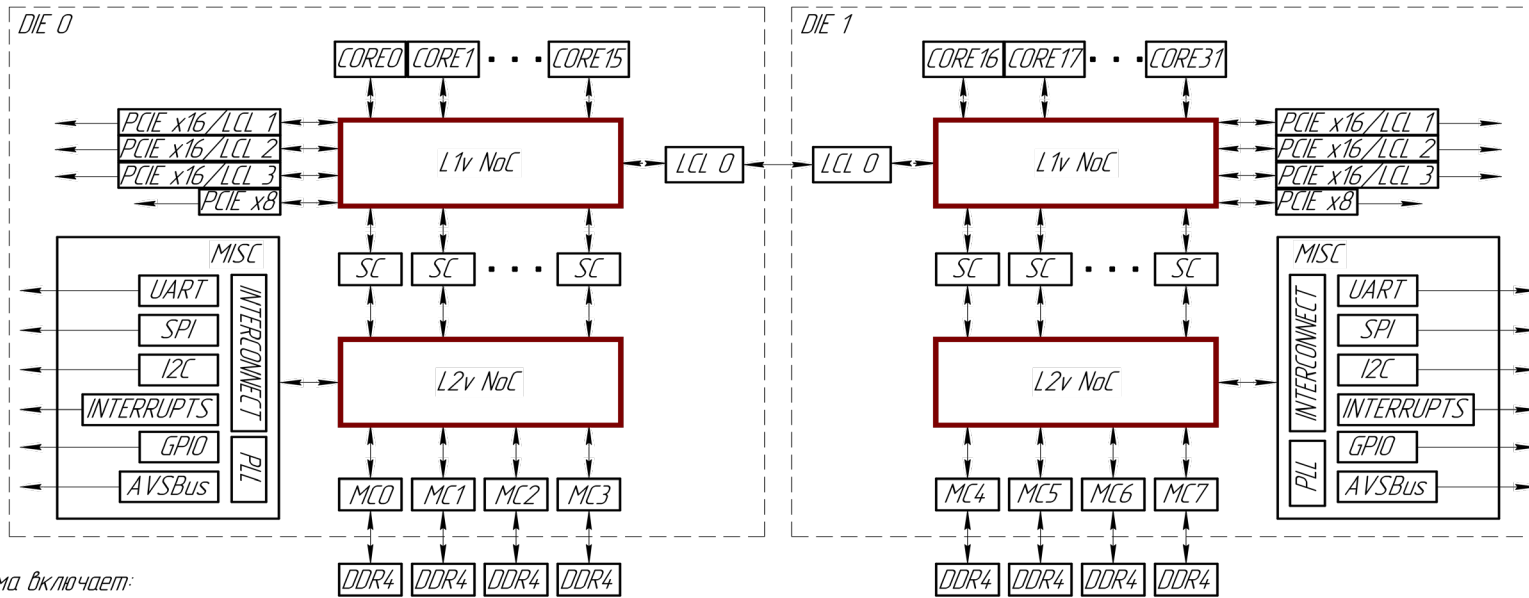 DIE 0
CORE0 CORE1 CORE15
PCIE x16/LCL 1
PCIE x16/LCL 2
PCIE x16/LCL 3
PCIE x8
L1v NoC
LCL 0
SC SC SC
MISC
UART
SPI
I2C
INTERRUPTS
GPIO
AVSBus
INTERCONNECT
PLL
L2v NoC
MC0 MC1 MC2 MC3
DDR4 DDR4 DDR4 DDR4
DIE 1
CORE16 CORE17 CORE31
LCL 0
L1v NoC
PCIE x16/LCL 1
PCIE x16/LCL 2
PCIE x16/LCL 3
PCIE x8
SC SC SC
MISC
INTERCONNECT
PLL
UART
SPI
I2C
INTERRUPTS
GPIO
AVSBus
L2v NoC
MC4 MC5 MC6 MC7
DDR4 DDR4 DDR4 DDR4
включает: